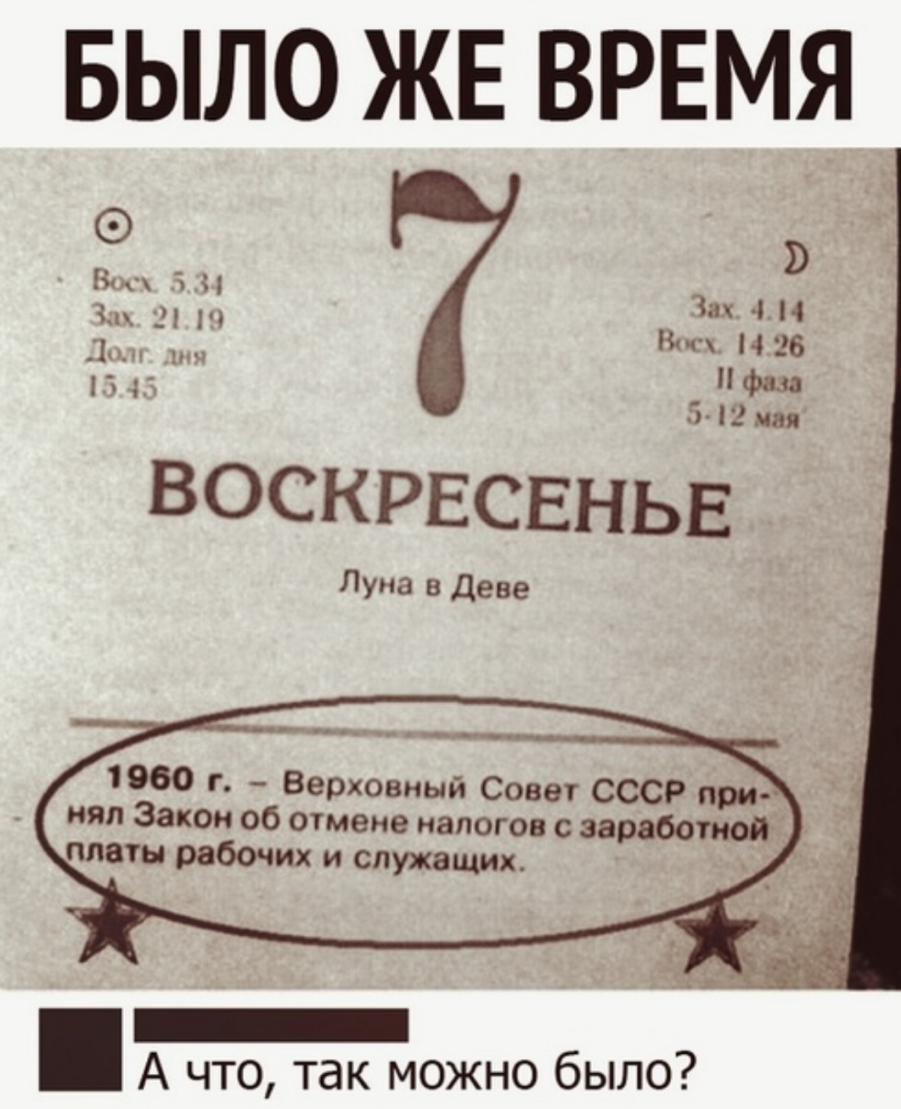 БЫЛО ЖЕ ВРЕМЯ
7
Восх. 5.34
Зах. 21.19
Долг. дня
15.45
Зах. 4.14
Восх. 14.26
II фаза
5-12 мая
ВОСКРЕСЕНЬЕ
Луна в Деве
1960 г. – Верховный Совет СССР при-
нял Закон об отмене налогов с заработной
платы рабочих и служащих.
А что, так можно было?